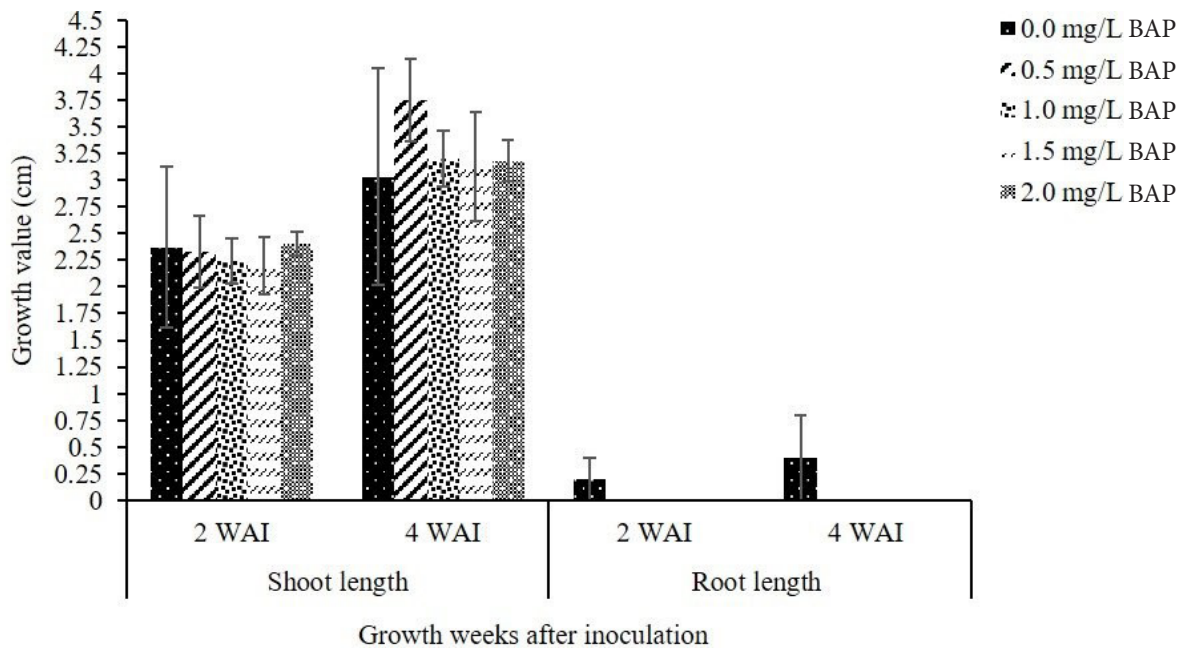 Growth value (cm)
4.5
4.25
4
3.75
3.5
3.25
3
2.75
2.5
2.25
2
1.75
1.5
1.25
1
0.75
0.5
0.25
0
2 WAI
4 WAI
2 WAI
4 WAI
Shoot length
Root length
Growth weeks after inoculation
0.0 mg/L BAP
0.5 mg/L BAP
1.0 mg/L BAP
1.5 mg/L BAP
2.0 mg/L BAP